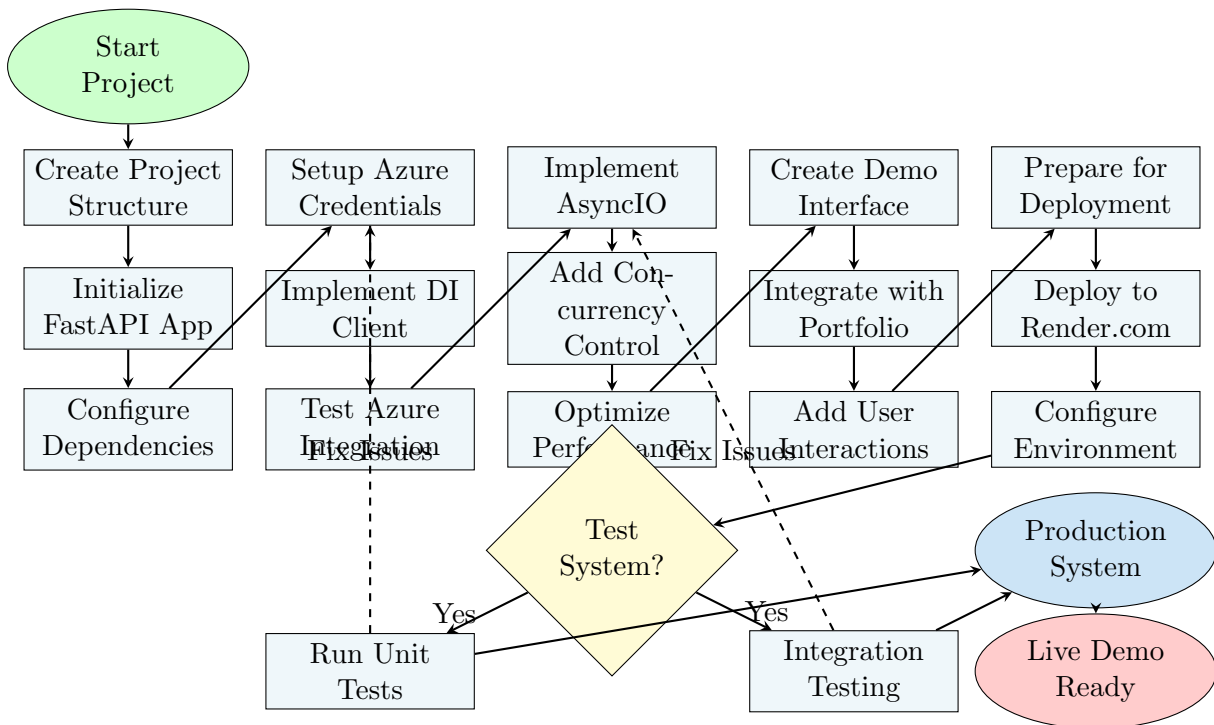 Start
Project
Create Project
Structure
Setup Azure
Credentials
Implement
AsyncIO
Create Demo
Interface
Prepare for
Deployment
Initialize
FastAPI App
Implement DI
Client
Add Con-
currency
Control
Integrate with
Portfolio
Deploy to
Render.com
Configure
Dependencies
Test Azure
Integration
Fix Issues
Optimize
Performance
Fix Issues
Add User
Interactions
Configure
Environment
Test
System?
Production
System
Yes
Yes
Run Unit
Tests
Integration
Testing
Live Demo
Ready